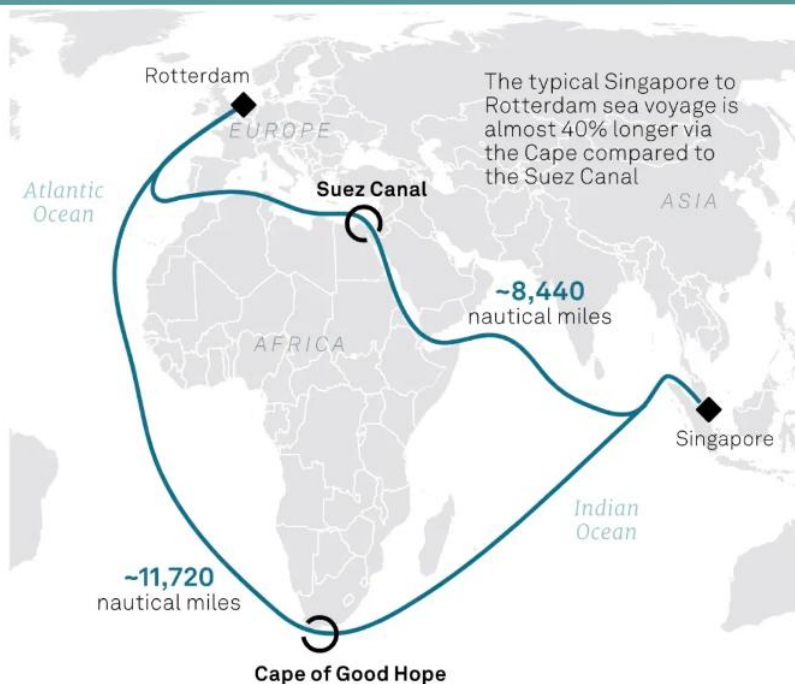 Rotterdam
EUROPE
The typical Singapore to
Rotterdam sea voyage is
almost 40% longer via
the Cape compared to
the Suez Canal
Atlantic
Ocean
Suez Canal
ASIA
~8,440
nautical miles
AFRICA
Singapore
Indian
Ocean
~11,720
nautical miles
Cape of Good Hope